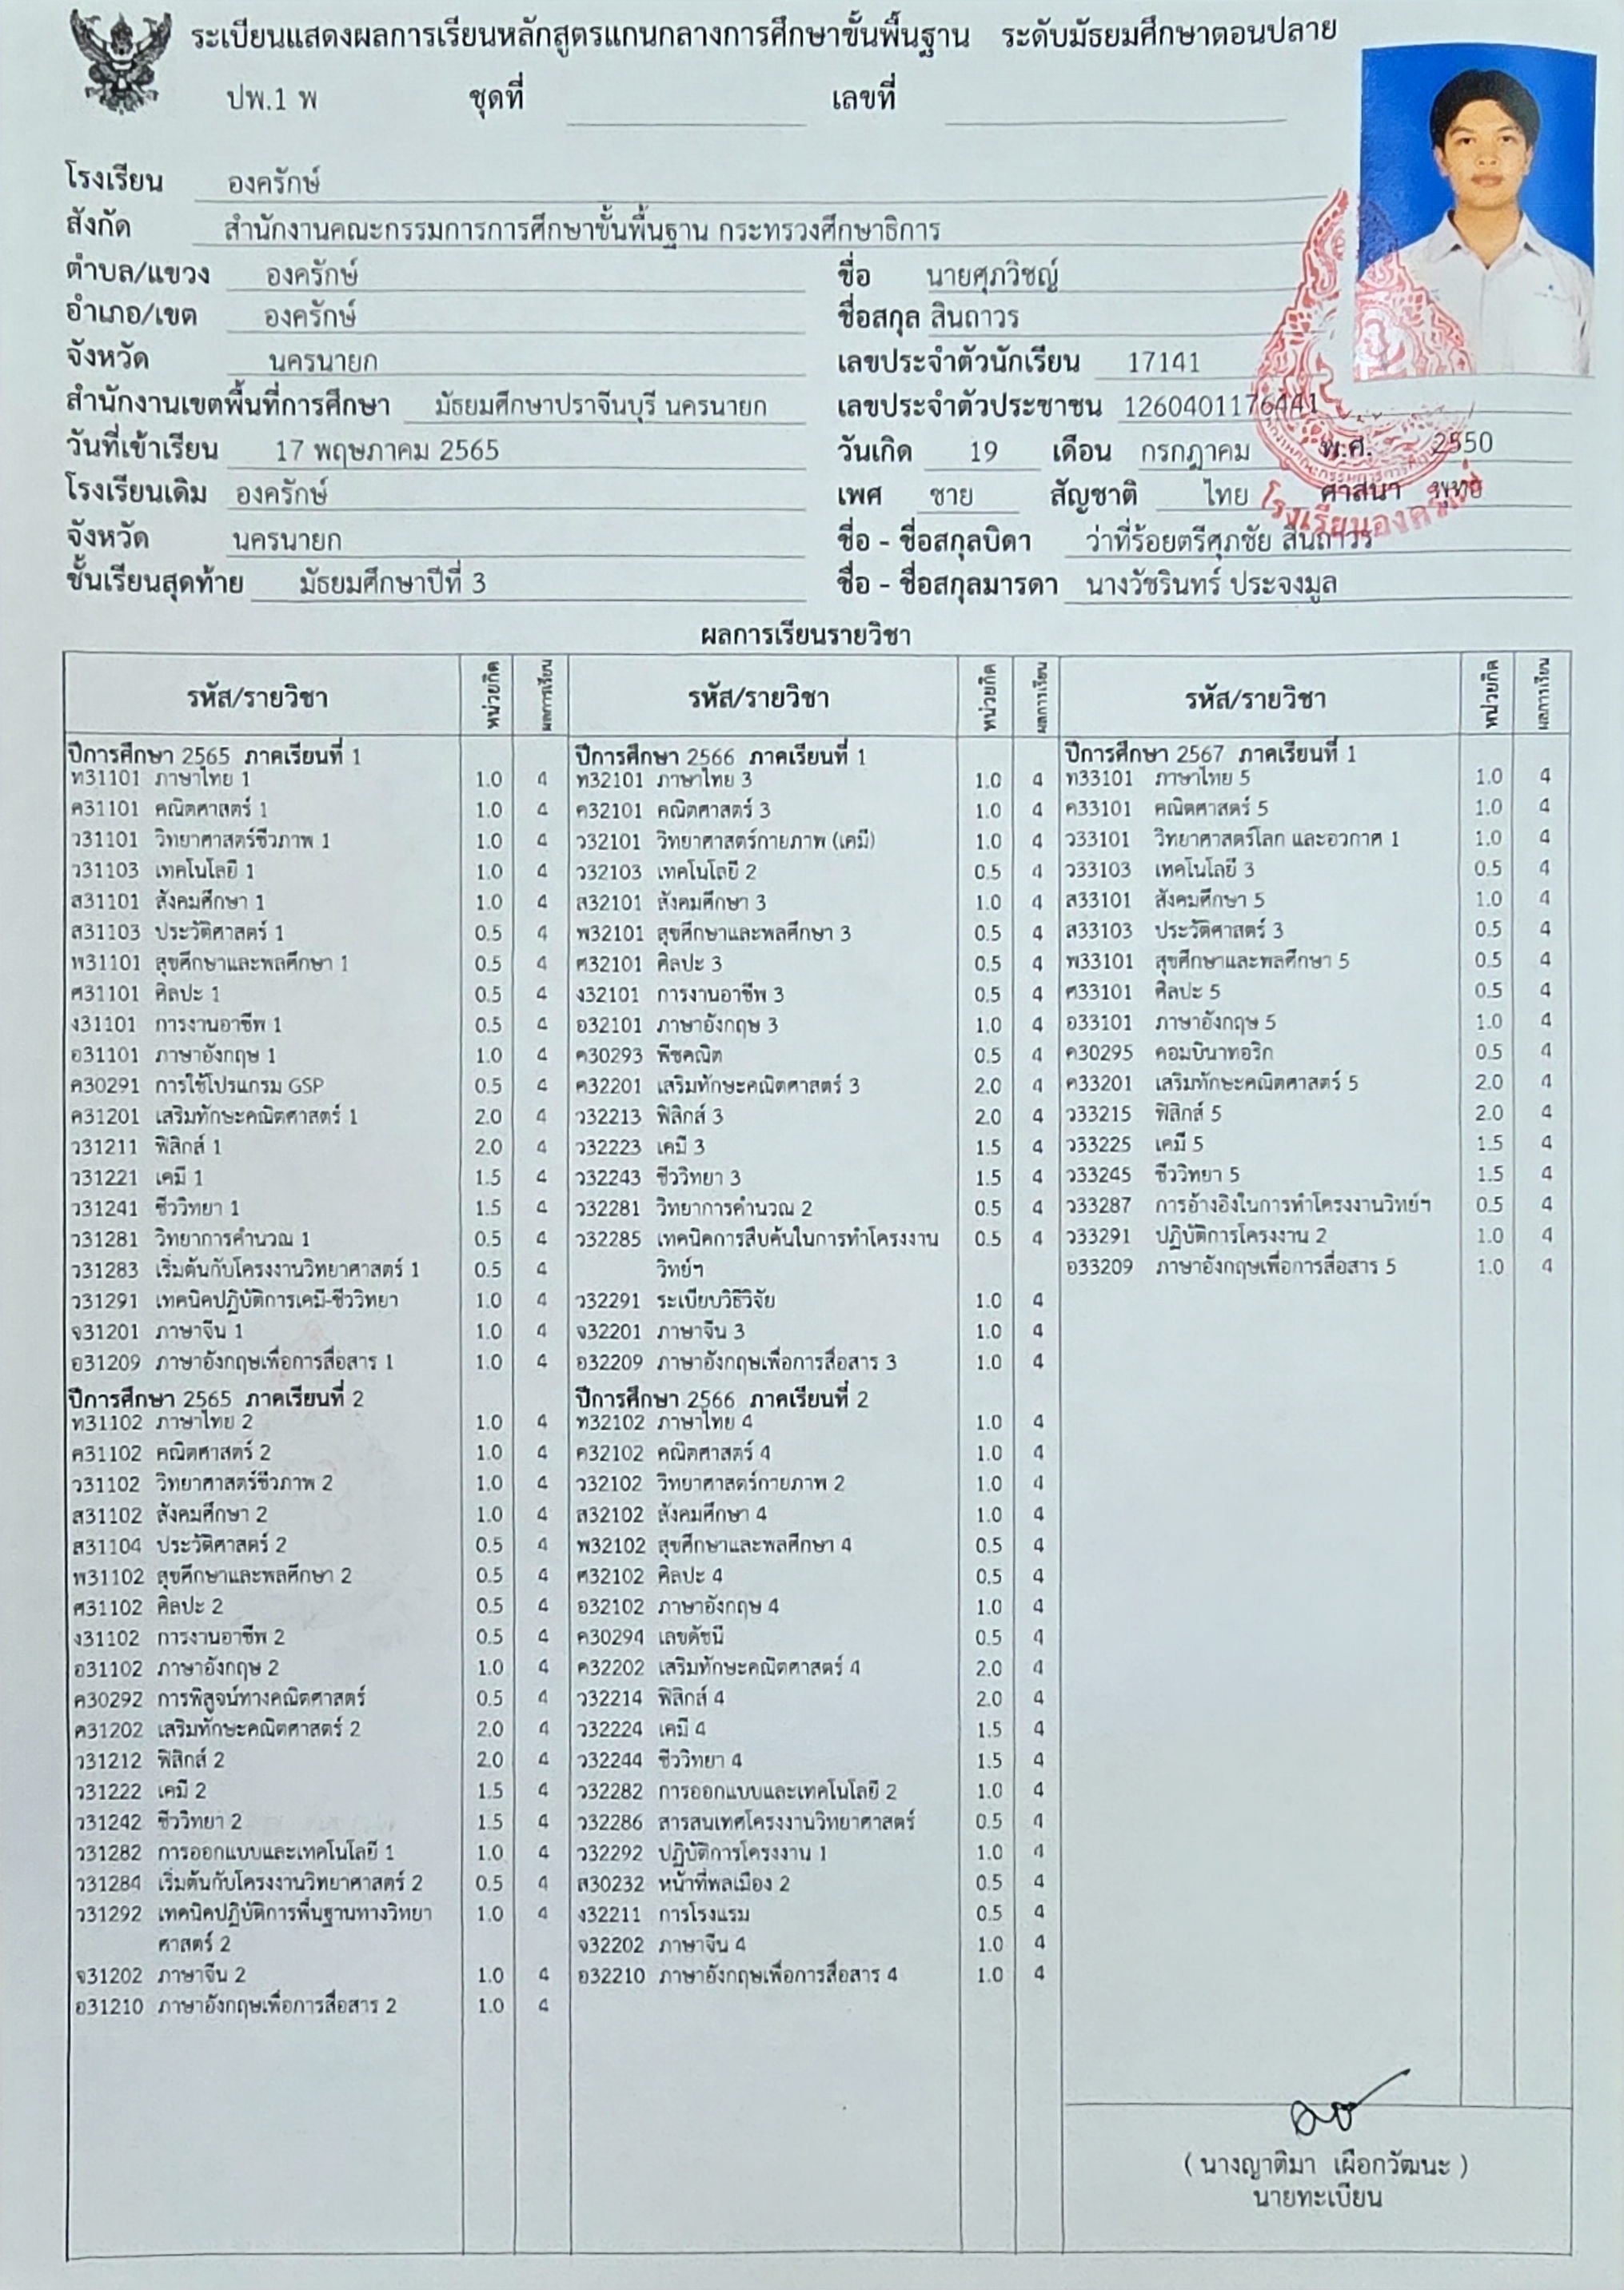 ระเบียนแสดงผลการเรียนหลักสูตรแกนกลางการศึกษาขั้นพื้นฐาน ระดับมัธยมศึกษาตอนปลาย
ปพ.1 พ ชุดที่ เลขที่
โรงเรียน องครักษ์
สังกัด สำนักงานคณะกรรมการการศึกษาขั้นพื้นฐาน กระทรวงศึกษาธิการ
ตำบล/แขวง องครักษ์ ชื่อ นายศุภวิชญ์
อำเภอ/เขต องครักษ์ ชื่อสกุล สินถาวร
จังหวัด นครนายก เลขประจำตัวนักเรียน 17141
สำนักงานเขตพื้นที่การศึกษา มัธยมศึกษาปราจีนบุรี นครนายก เลขประจำตัวประชาชน 1260401176441
วันที่เข้าเรียน 17 พฤษภาคม 2565 วันเกิด 19 เดือน กรกฎาคม พ.ศ. 2550
โรงเรียนเดิม องครักษ์ เพศ ชาย สัญชาติ ไทย ศาสนา พุทธ
โรงเรียนองครักษ์
จังหวัด นครนายก ชื่อ - ชื่อสกุลบิดา ว่าที่ร้อยตรีศุภชัย สินถาวร
ชั้นเรียนสุดท้าย มัธยมศึกษาปีที่ 3 ชื่อ - ชื่อสกุลมารดา นางวัชรินทร์ ประจงมูล
ผลการเรียนรายวิชา
รหัส/รายวิชา หน่วยกิต ผลการเรียน
ปีการศึกษา 2565 ภาคเรียนที่ 1
ท31101 ภาษาไทย 1 1.0 4
ค31101 คณิตศาสตร์ 1 1.0 4
ว31101 วิทยาศาสตร์ชีวภาพ 1 1.0 4
ว31103 เทคโนโลยี 1 1.0 4
ส31101 สังคมศึกษา 1 1.0 4
ส31103 ประวัติศาสตร์ 1 0.5 4
พ31101 สุขศึกษาและพลศึกษา 1 0.5 4
ศ31101 ศิลปะ 1 0.5 4
ง31101 การงานอาชีพ 1 0.5 4
อ31101 ภาษาอังกฤษ 1 1.0 4
ค30291 การใช้โปรแกรม GSP 0.5 4
ค31201 เสริมทักษะคณิตศาสตร์ 1 2.0 4
ว31211 ฟิสิกส์ 1 2.0 4
ว31221 เคมี 1 1.5 4
ว31241 ชีววิทยา 1 1.5 4
ว31281 วิทยาการคำนวณ 1 0.5 4
ว31283 เริ่มต้นกับโครงงานวิทยาศาสตร์ 1 0.5 4
ว31291 เทคนิคปฏิบัติการเคมี-ชีววิทยา 1.0 4
จ31201 ภาษาจีน 1 1.0 4
อ31209 ภาษาอังกฤษเพื่อการสื่อสาร 1 1.0 4
ปีการศึกษา 2565 ภาคเรียนที่ 2
ท31102 ภาษาไทย 2 1.0 4
ค31102 คณิตศาสตร์ 2 1.0 4
ว31102 วิทยาศาสตร์ชีวภาพ 2 1.0 4
ส31102 สังคมศึกษา 2 1.0 4
ส31104 ประวัติศาสตร์ 2 0.5 4
พ31102 สุขศึกษาและพลศึกษา 2 0.5 4
ศ31102 ศิลปะ 2 0.5 4
ง31102 การงานอาชีพ 2 0.5 4
อ31102 ภาษาอังกฤษ 2 1.0 4
ค30292 การพิสูจน์ทางคณิตศาสตร์ 0.5 4
ค31202 เสริมทักษะคณิตศาสตร์ 2 2.0 4
ว31212 ฟิสิกส์ 2 2.0 4
ว31222 เคมี 2 1.5 4
ว31242 ชีววิทยา 2 1.5 4
ว31282 การออกแบบและเทคโนโลยี 1 1.0 4
ว31284 เริ่มต้นกับโครงงานวิทยาศาสตร์ 2 0.5 4
ว31292 เทคนิคปฏิบัติการพื้นฐานทางวิทยา 1.0 4
ศาสตร์ 2
จ31202 ภาษาจีน 2 1.0 4
อ31210 ภาษาอังกฤษเพื่อการสื่อสาร 2 1.0 4
รหัส/รายวิชา หน่วยกิต ผลการเรียน
ปีการศึกษา 2566 ภาคเรียนที่ 1
ท32101 ภาษาไทย 3 1.0 4
ค32101 คณิตศาสตร์ 3 1.0 4
ว32101 วิทยาศาสตร์กายภาพ (เคมี) 1.0 4
ว32103 เทคโนโลยี 2 0.5 4
ส32101 สังคมศึกษา 3 1.0 4
พ32101 สุขศึกษาและพลศึกษา 3 0.5 4
ศ32101 ศิลปะ 3 0.5 4
ง32101 การงานอาชีพ 3 0.5 4
อ32101 ภาษาอังกฤษ 3 1.0 4
ค30293 พีชคณิต 0.5 4
ค32201 เสริมทักษะคณิตศาสตร์ 3 2.0 4
ว32213 ฟิสิกส์ 3 2.0 4
ว32223 เคมี 3 1.5 4
ว32243 ชีววิทยา 3 1.5 4
ว32281 วิทยาการคำนวณ 2 0.5 4
ว32285 เทคนิคการสืบค้นในการทำโครงงาน 0.5 4
วิทย์ฯ
ว32291 ระเบียบวิธีวิจัย 1.0 4
จ32201 ภาษาจีน 3 1.0 4
อ32209 ภาษาอังกฤษเพื่อการสื่อสาร 3 1.0 4
ปีการศึกษา 2566 ภาคเรียนที่ 2
ท32102 ภาษาไทย 4 1.0 4
ค32102 คณิตศาสตร์ 4 1.0 4
ว32102 วิทยาศาสตร์กายภาพ 2 1.0 4
ส32102 สังคมศึกษา 4 1.0 4
พ32102 สุขศึกษาและพลศึกษา 4 0.5 4
ศ32102 ศิลปะ 4 0.5 4
อ32102 ภาษาอังกฤษ 4 1.0 4
ค30294 เลขดัชนี 0.5 4
ค32202 เสริมทักษะคณิตศาสตร์ 4 2.0 4
ว32214 ฟิสิกส์ 4 2.0 4
ว32224 เคมี 4 1.5 4
ว32244 ชีววิทยา 4 1.5 4
ว32282 การออกแบบและเทคโนโลยี 2 1.0 4
ว32286 สารสนเทศโครงงานวิทยาศาสตร์ 0.5 4
ว32292 ปฏิบัติการโครงงาน 1 1.0 4
ส30232 หน้าที่พลเมือง 2 0.5 4
ง32211 การโรงแรม 0.5 4
จ32202 ภาษาจีน 4 1.0 4
อ32210 ภาษาอังกฤษเพื่อการสื่อสาร 4 1.0 4
รหัส/รายวิชา หน่วยกิต ผลการเรียน
ปีการศึกษา 2567 ภาคเรียนที่ 1
ท33101 ภาษาไทย 5 1.0 4
ค33101 คณิตศาสตร์ 5 1.0 4
ว33101 วิทยาศาสตร์โลก และอวกาศ 1 1.0 4
ว33103 เทคโนโลยี 3 0.5 4
ส33101 สังคมศึกษา 5 1.0 4
ส33103 ประวัติศาสตร์ 3 0.5 4
พ33101 สุขศึกษาและพลศึกษา 5 0.5 4
ศ33101 ศิลปะ 5 0.5 4
อ33101 ภาษาอังกฤษ 5 1.0 4
ค30295 คอมบินาทอริก 0.5 4
ค33201 เสริมทักษะคณิตศาสตร์ 5 2.0 4
ว33215 ฟิสิกส์ 5 2.0 4
ว33225 เคมี 5 1.5 4
ว33245 ชีววิทยา 5 1.5 4
ว33287 การอ้างอิงในการทำโครงงานวิทย์ฯ 0.5 4
ว33291 ปฏิบัติการโครงงาน 2 1.0 4
อ33209 ภาษาอังกฤษเพื่อการสื่อสาร 5 1.0 4
( นางญาติมา เผือกวัฒนะ )
นายทะเบียน